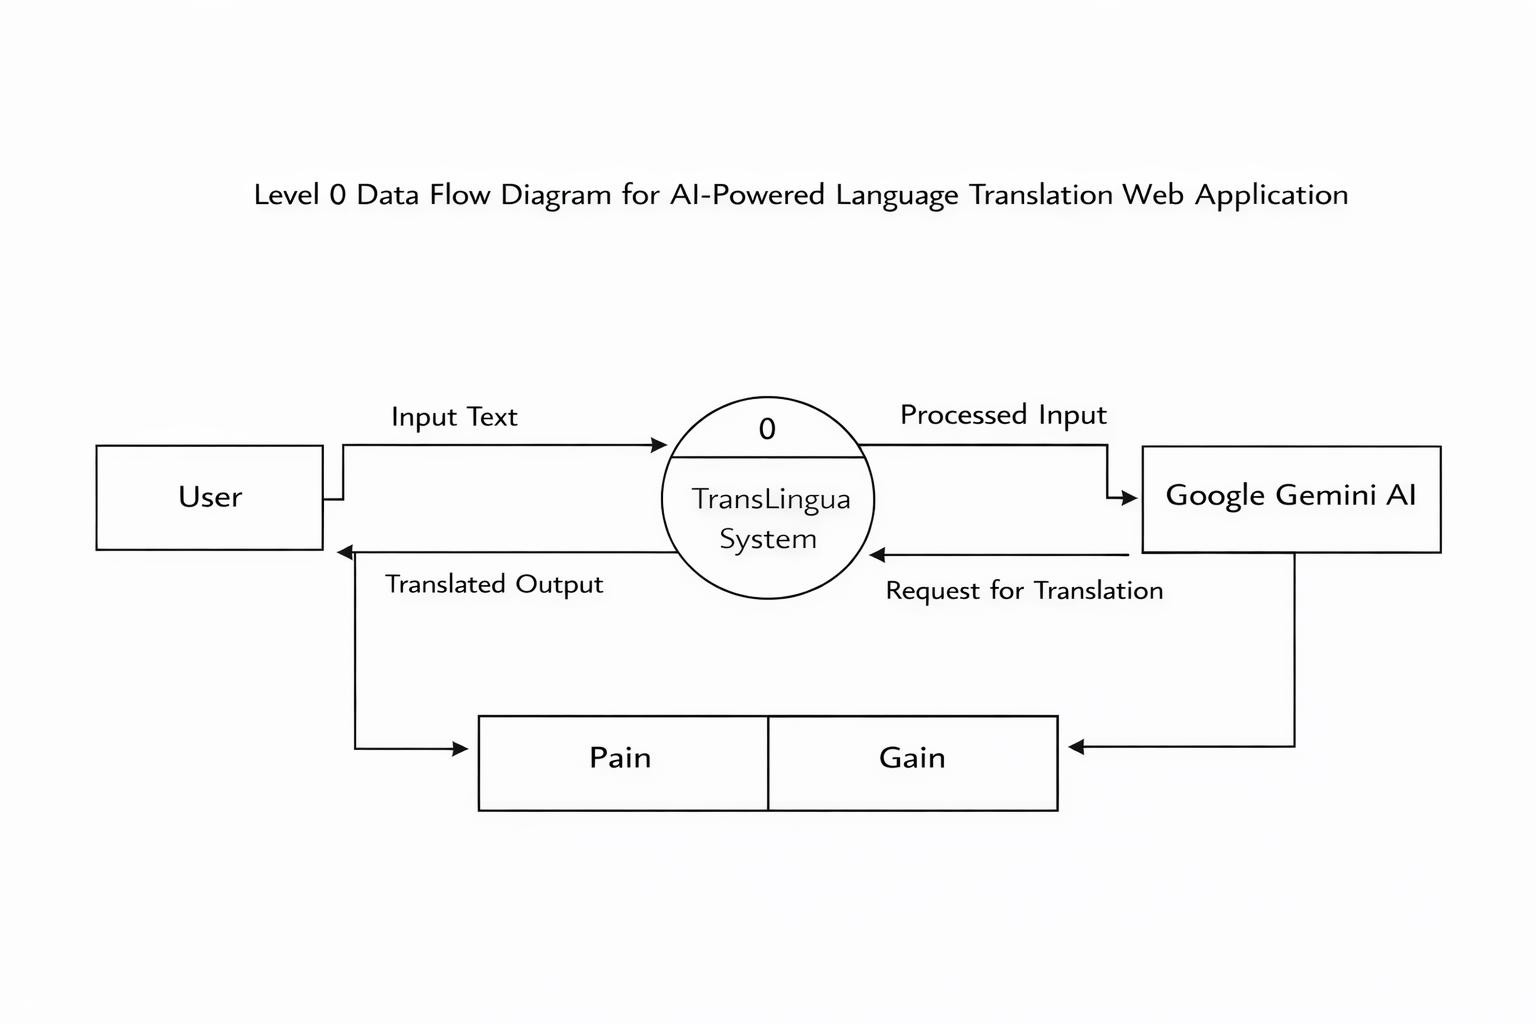 Level 0 Data Flow Diagram for AI-Powered Language Translation Web Application
Input Text
0
Processed Input
User
TransLingua
System
Google Gemini AI
Translated Output
Request for Translation
Pain
Gain